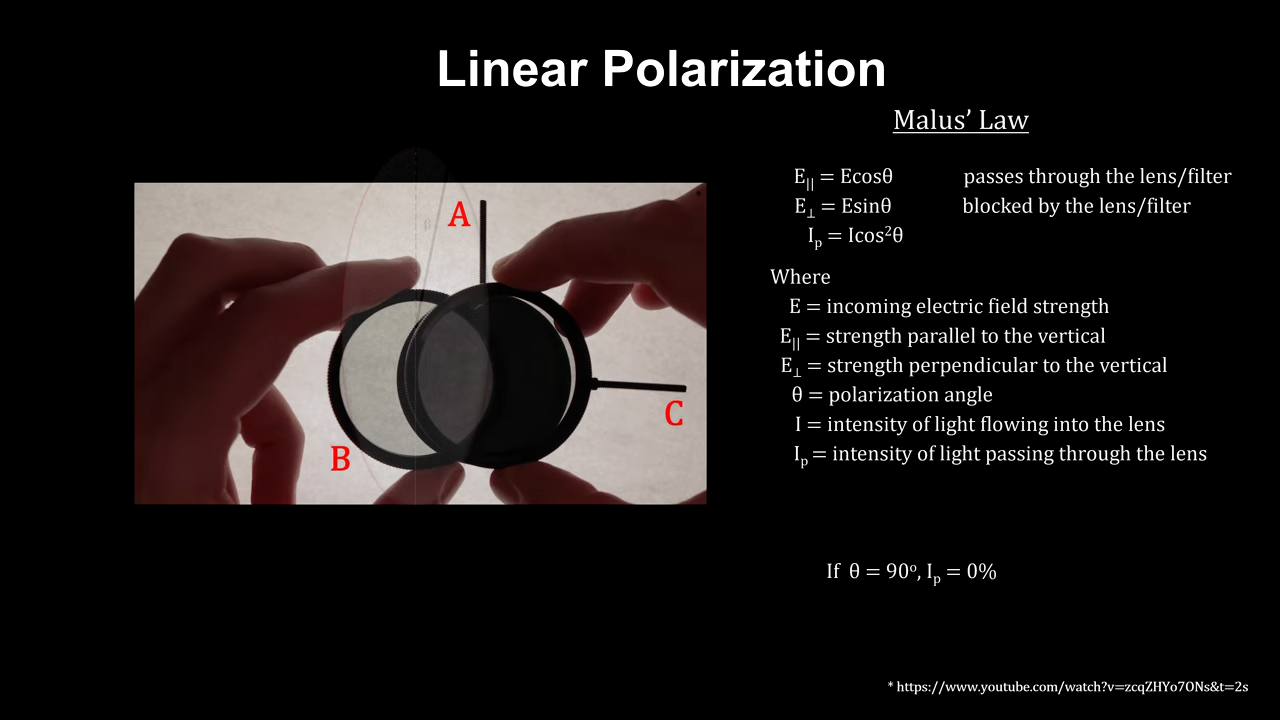 Linear Polarization
Malus’ Law
E|| = Ecosθ passes through the lens/filter
E⊥ = Esinθ blocked by the lens/filter
Iₚ = Icos²θ
Where
E = incoming electric field strength
E|| = strength parallel to the vertical
E⊥ = strength perpendicular to the vertical
θ = polarization angle
I = intensity of light flowing into the lens
Iₚ = intensity of light passing through the lens
A
B
C
If θ = 90ᵒ, Iₚ = 0%
* https://www.youtube.com/watch?v=zcqZHYo7ONs&t=2s